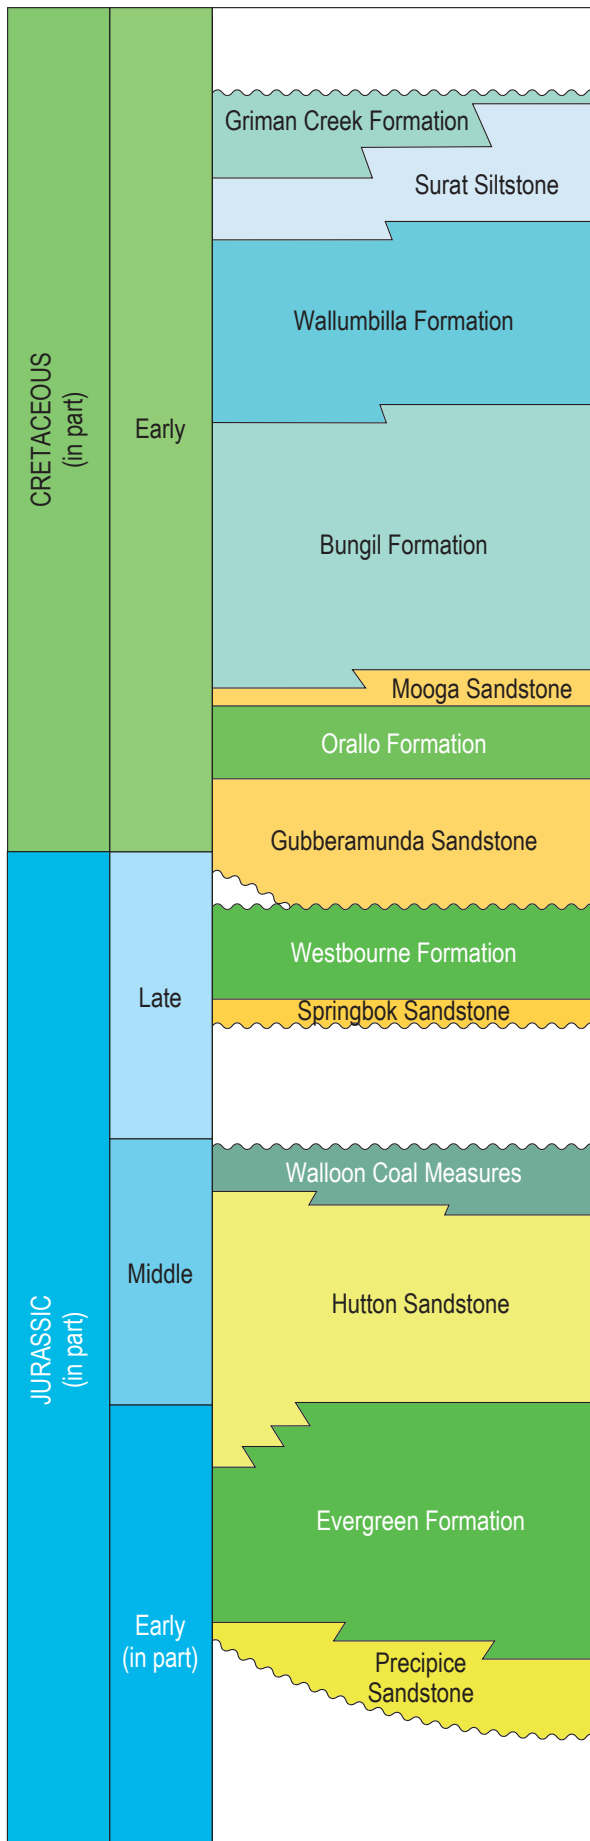 CRETACEOUS
(in part)
Early
Griman Creek Formation
Surat Siltstone
Wallumbilla Formation
Bungil Formation
Mooga Sandstone
Orallo Formation
Gubberamunda Sandstone
JURASSIC
(in part)
Late
Westbourne Formation
Springbok Sandstone
Middle
Walloon Coal Measures
Hutton Sandstone
Early
(in part)
Evergreen Formation
Precipice
Sandstone